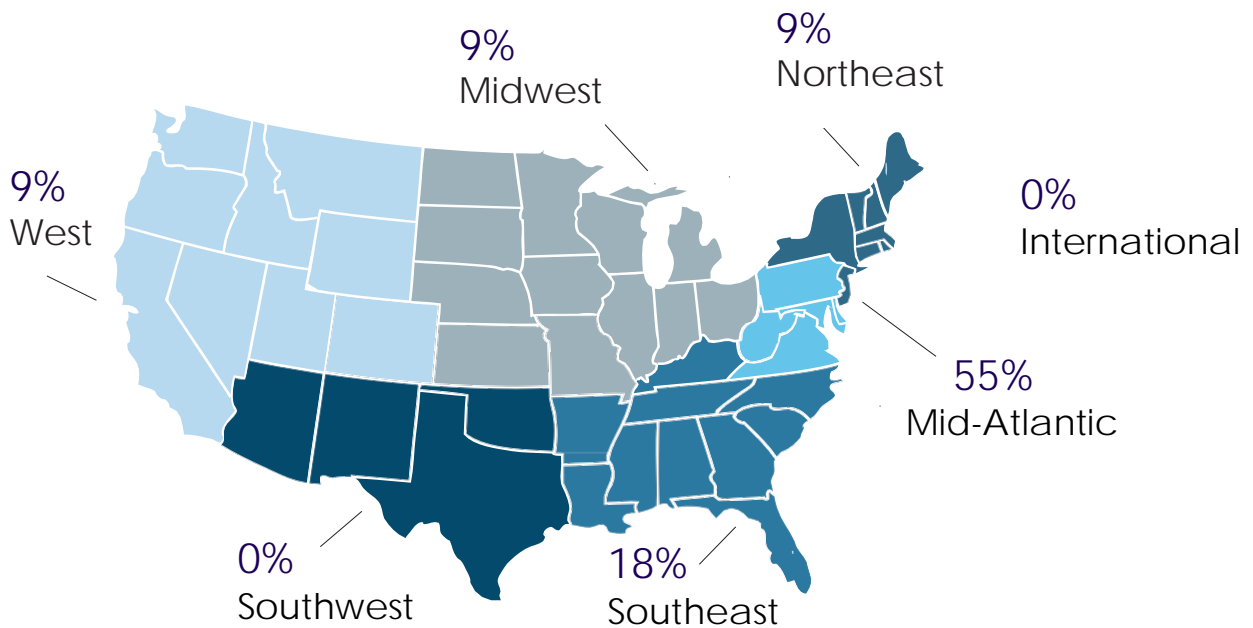 9%
Midwest
9%
Northeast
9%
West
0%
International
55%
Mid-Atlantic
0%
Southwest
18%
Southeast